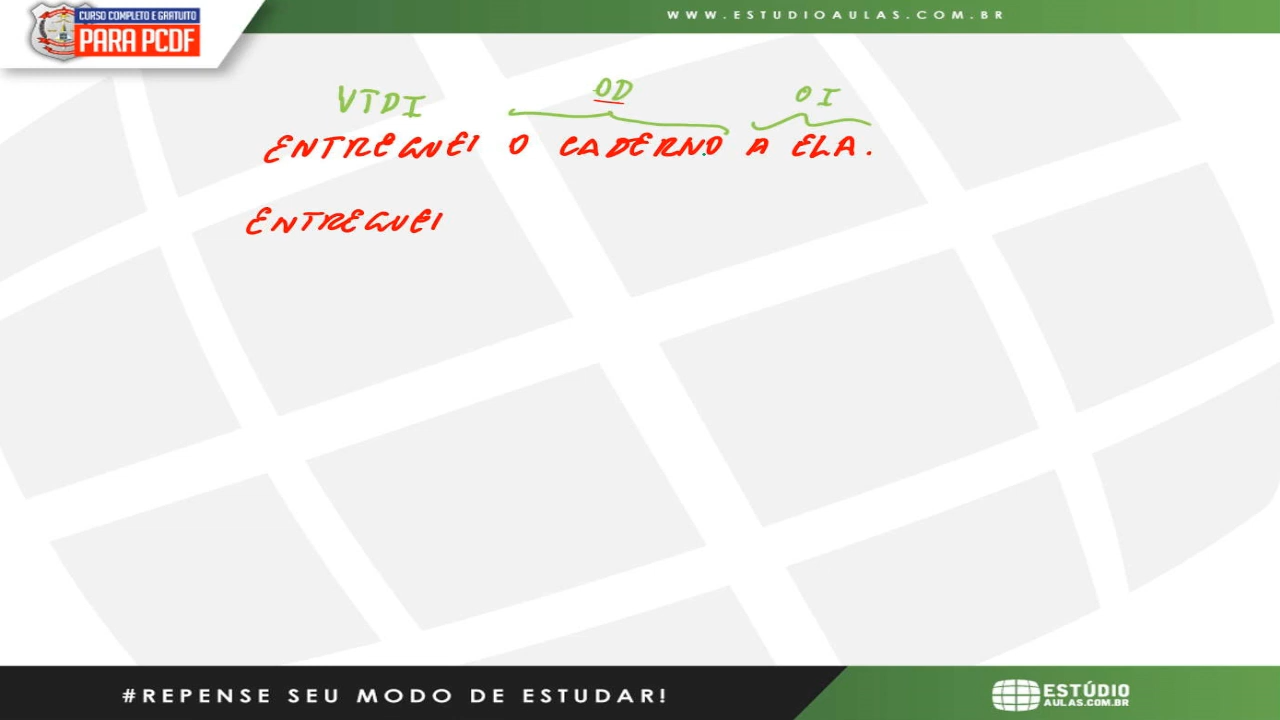 CURSO COMPLETO E GRATUITO
PARA PCDF
WWW.ESTUDIOAULAS.COM.BR
VTDI OD OI
ENTREGUEI O CADERNO A ELA.
ENTREGUEI
#REPENSE SEU MODO DE ESTUDAR!
ESTÚDIO
AULAS.COM.BR